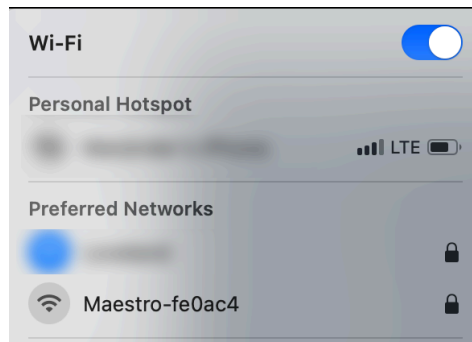 Wi-Fi
Personal Hotspot
LTE
Preferred Networks
Maestro-fe0ac4